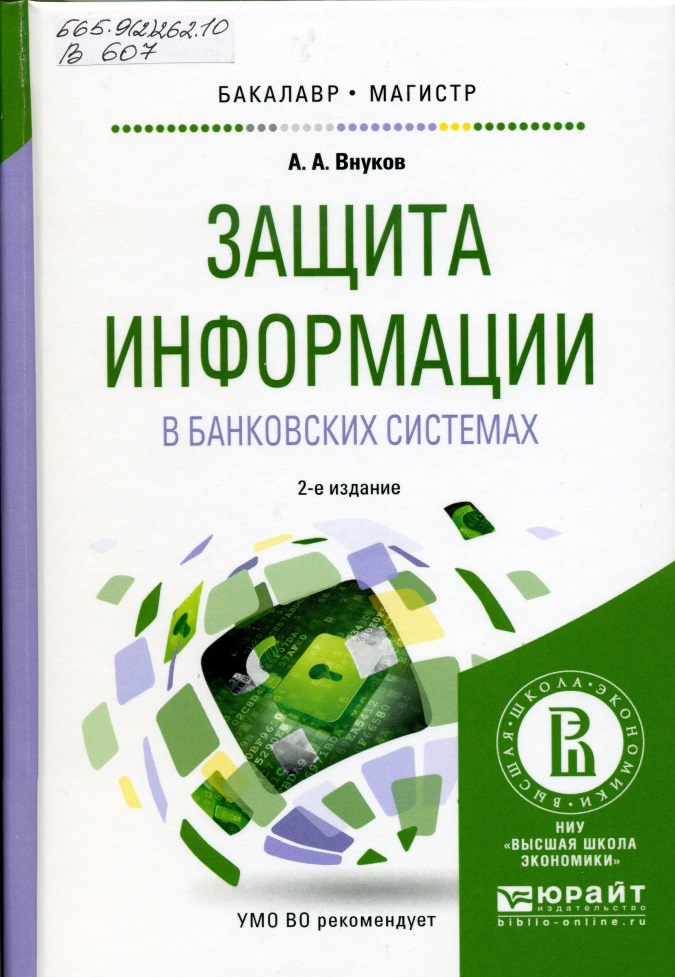 Б65.9(2)262.10
В 607
БАКАЛАВР • МАГИСТР
А. А. Внуков
ЗАЩИТА
ИНФОРМАЦИИ
В БАНКОВСКИХ СИСТЕМАХ
2-е издание
ВЫСШАЯ • ШКОЛА • ЭКОНОМИКИ
НИУ
«ВЫСШАЯ ШКОЛА
ЭКОНОМИКИ»
ЮРАЙТ
издательство
biblio-online.ru
УМО ВО рекомендует